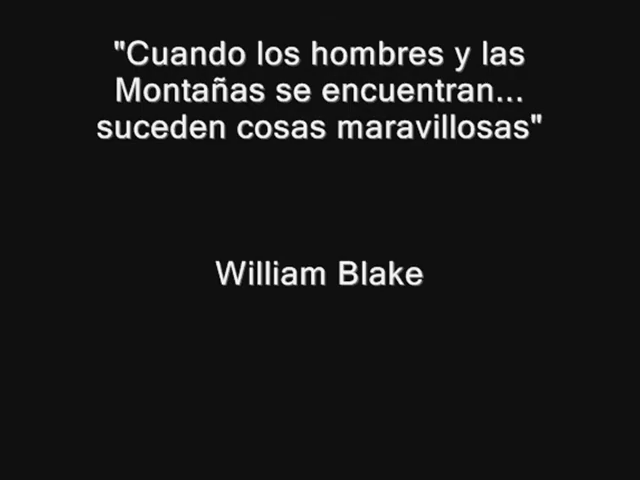 "Cuando los hombres y las
Montañas se encuentran...
suceden cosas maravillosas"
William Blake